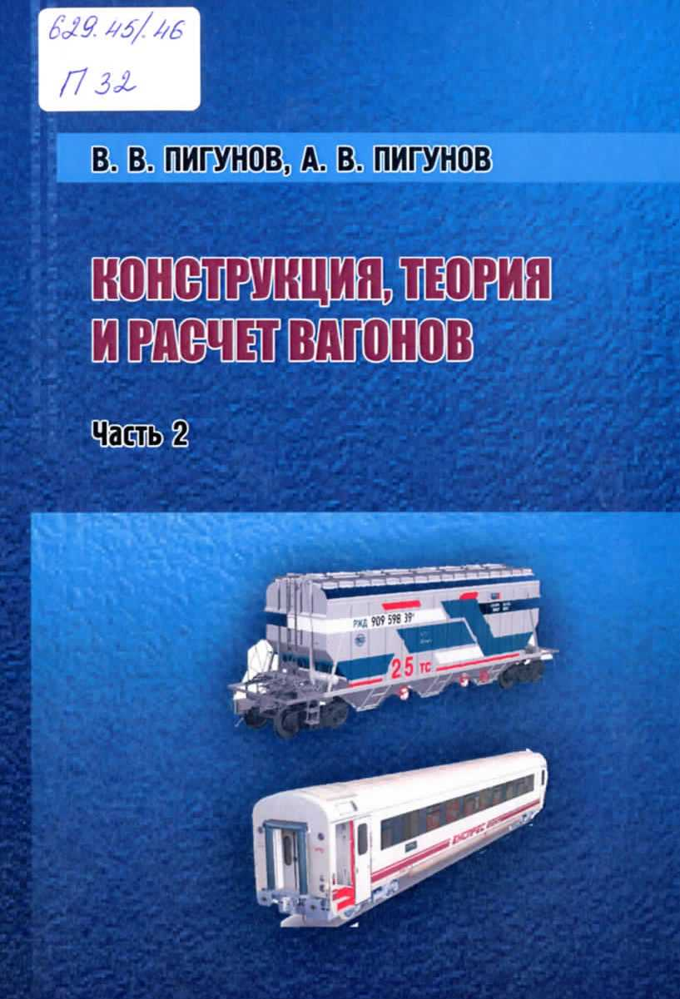 629.45/.46
П 32
В. В. ПИГУНОВ, А. В. ПИГУНОВ
КОНСТРУКЦИЯ, ТЕОРИЯ
И РАСЧЕТ ВАГОНОВ
Часть 2
РЖД 909 598 39
25 ТС